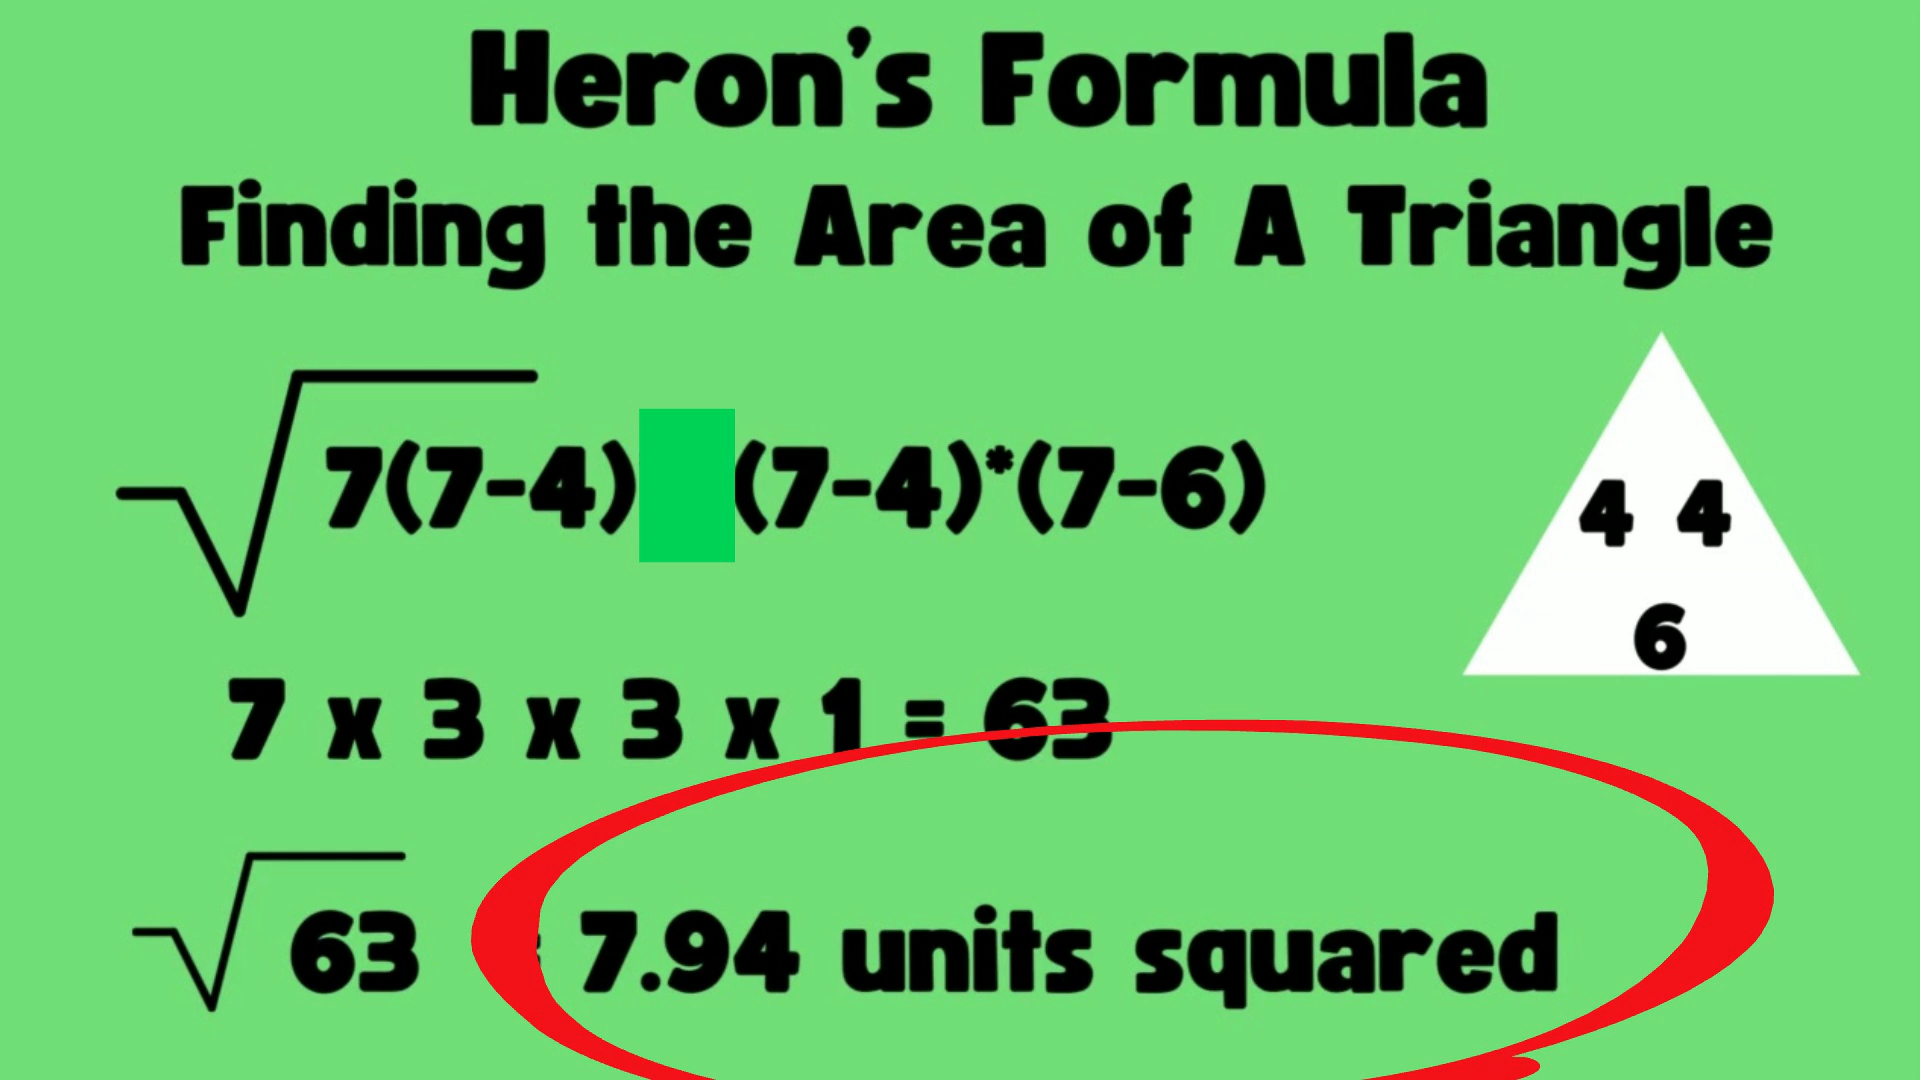 Heron's Formula
Finding the Area of A Triangle
√7(7-4) (7-4)*(7-6)
4 4
6
7 x 3 x 3 x 1 = 63
√63 = 7.94 units squared